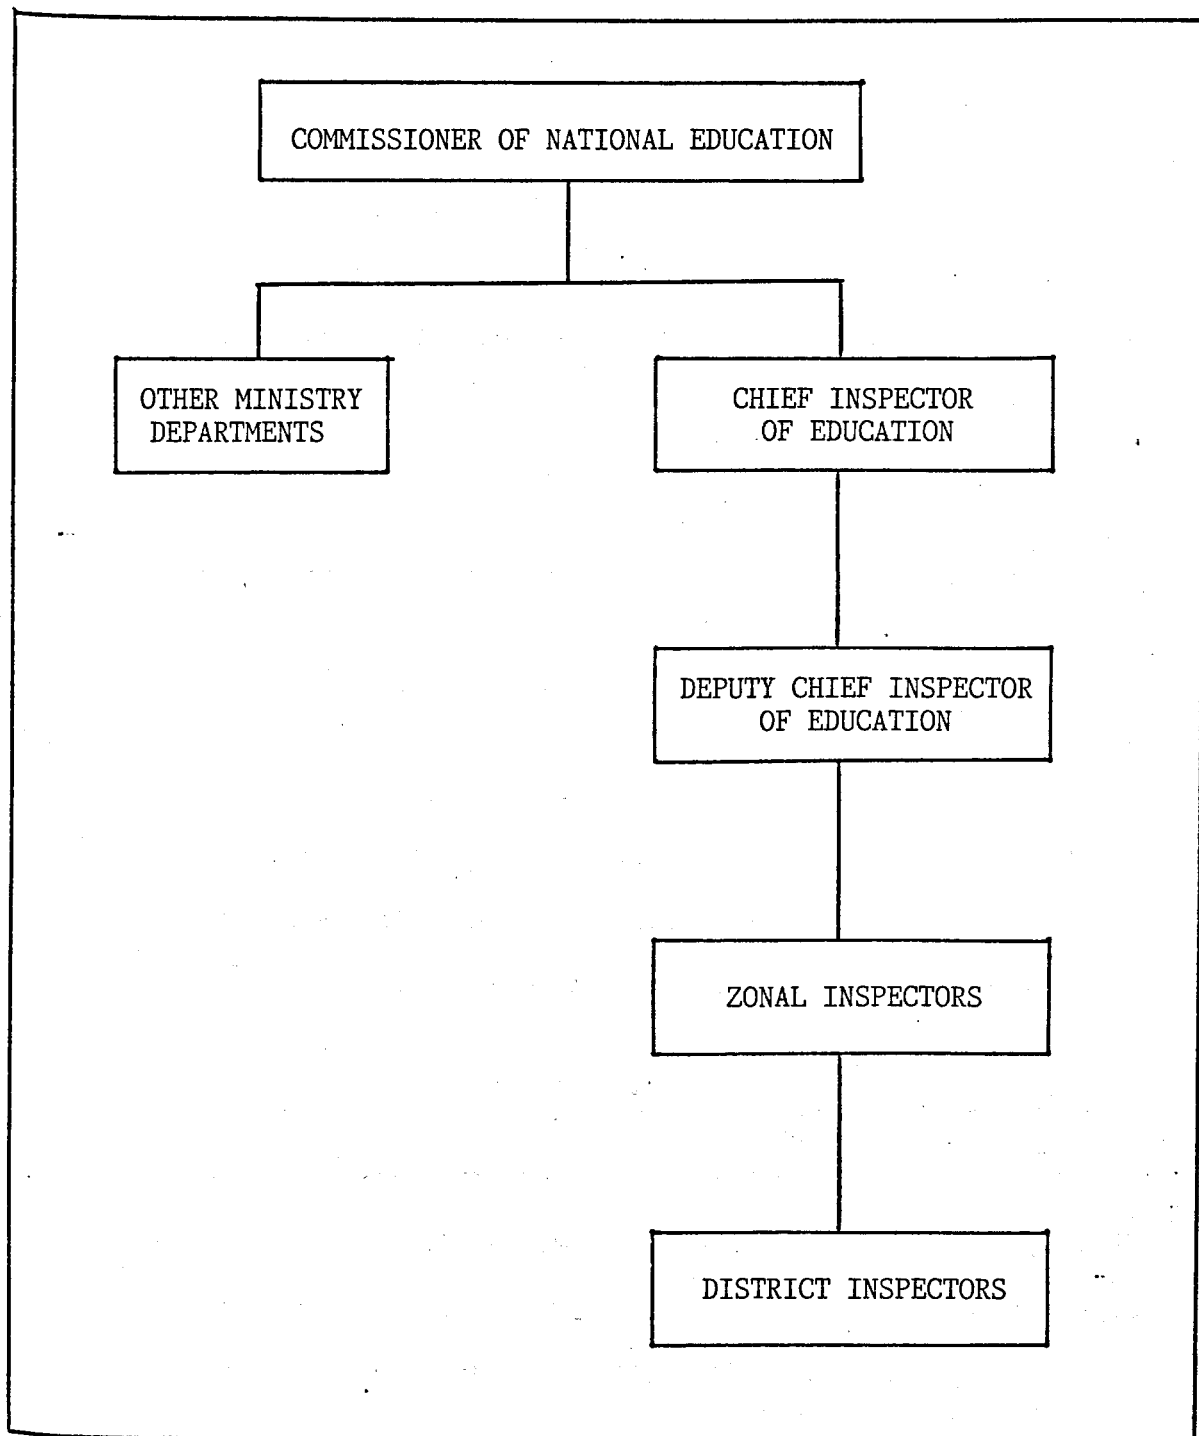 COMMISSIONER OF NATIONAL EDUCATION
OTHER MINISTRY
DEPARTMENTS
CHIEF INSPECTOR
OF EDUCATION
DEPUTY CHIEF INSPECTOR
OF EDUCATION
ZONAL INSPECTORS
DISTRICT INSPECTORS